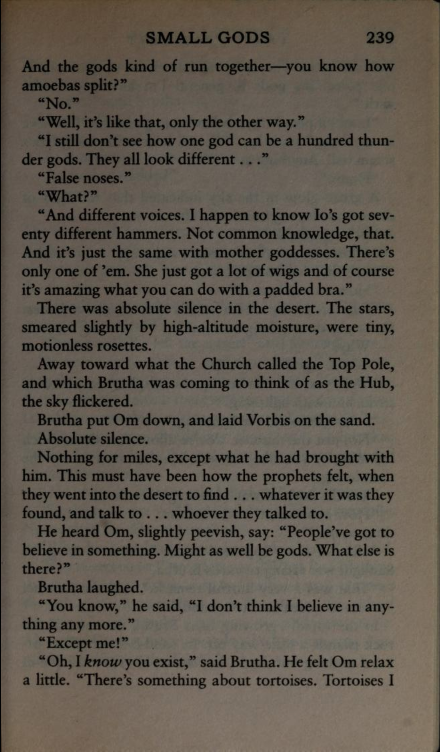 SMALL GODS 239
And the gods kind of run together—you know how
amoebas split?"
"No."
"Well, it's like that, only the other way."
"I still don't see how one god can be a hundred thun-
der gods. They all look different . . ."
"False noses."
"What?"
"And different voices. I happen to know Io's got sev-
enty different hammers. Not common knowledge, that.
And it's just the same with mother goddesses. There's
only one of 'em. She just got a lot of wigs and of course
it's amazing what you can do with a padded bra."
There was absolute silence in the desert. The stars,
smeared slightly by high-altitude moisture, were tiny,
motionless rosettes.
Away toward what the Church called the Top Pole,
and which Brutha was coming to think of as the Hub,
the sky flickered.
Brutha put Om down, and laid Vorbis on the sand.
Absolute silence.
Nothing for miles, except what he had brought with
him. This must have been how the prophets felt, when
they went into the desert to find . . . whatever it was they
found, and talk to . . . whoever they talked to.
He heard Om, slightly peevish, say: "People've got to
believe in something. Might as well be gods. What else is
there?"
Brutha laughed.
"You know," he said, "I don't think I believe in any-
thing any more."
"Except me!"
"Oh, I know you exist," said Brutha. He felt Om relax
a little. "There's something about tortoises. Tortoises I